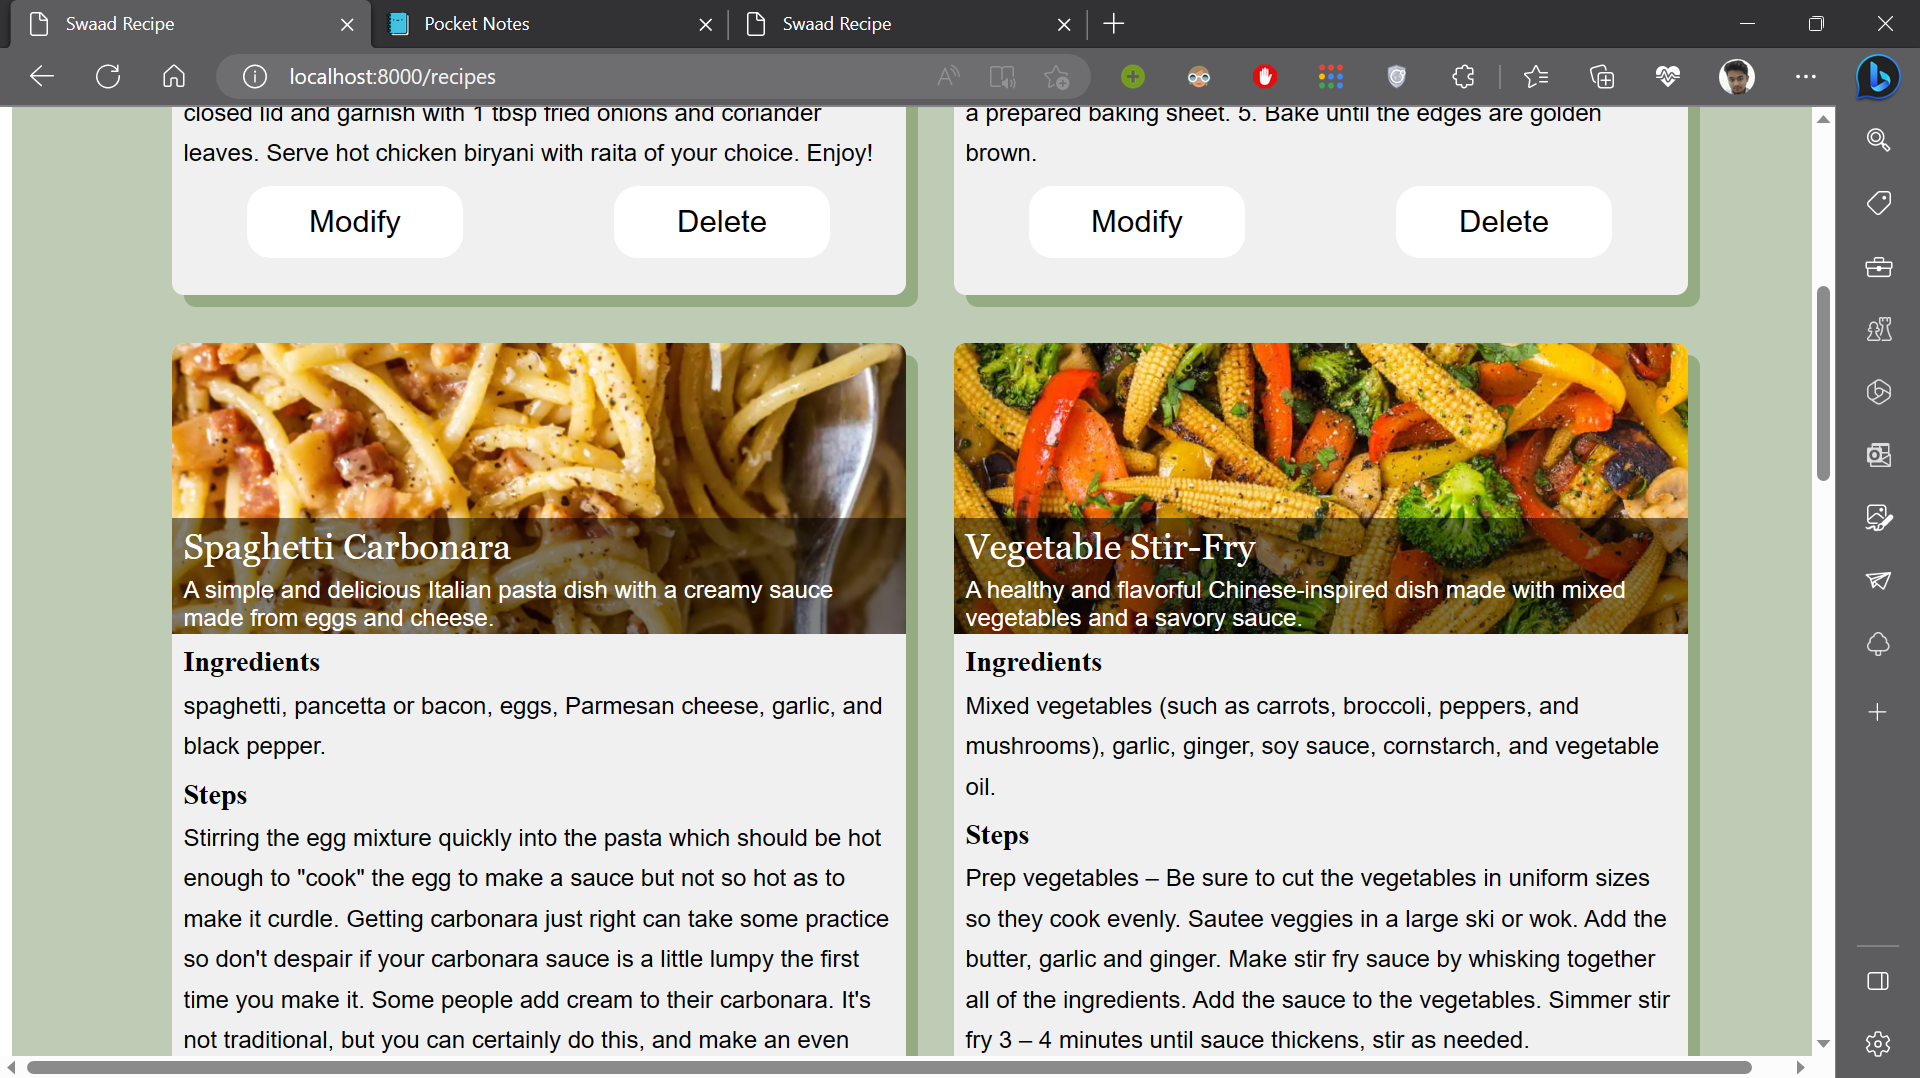 Swaad Recipe
Pocket Notes
Swaad Recipe
localhost:8000/recipes
closed lid and garnish with 1 tbsp fried onions and coriander
leaves. Serve hot chicken biryani with raita of your choice. Enjoy!
Modify
Delete
a prepared baking sheet. 5. Bake until the edges are golden
brown.
Modify
Delete
Spaghetti Carbonara
A simple and delicious Italian pasta dish with a creamy sauce
made from eggs and cheese.
Ingredients
spaghetti, pancetta or bacon, eggs, Parmesan cheese, garlic, and
black pepper.
Steps
Stirring the egg mixture quickly into the pasta which should be hot
enough to "cook" the egg to make a sauce but not so hot as to
make it curdle. Getting carbonara just right can take some practice
so don't despair if your carbonara sauce is a little lumpy the first
time you make it. Some people add cream to their carbonara. It's
not traditional, but you can certainly do this, and make an even
Vegetable Stir-Fry
A healthy and flavorful Chinese-inspired dish made with mixed
vegetables and a savory sauce.
Ingredients
Mixed vegetables (such as carrots, broccoli, peppers, and
mushrooms), garlic, ginger, soy sauce, cornstarch, and vegetable
oil.
Steps
Prep vegetables – Be sure to cut the vegetables in uniform sizes
so they cook evenly. Sautee veggies in a large ski or wok. Add the
butter, garlic and ginger. Make stir fry sauce by whisking together
all of the ingredients. Add the sauce to the vegetables. Simmer stir
fry 3 – 4 minutes until sauce thickens, stir as needed.